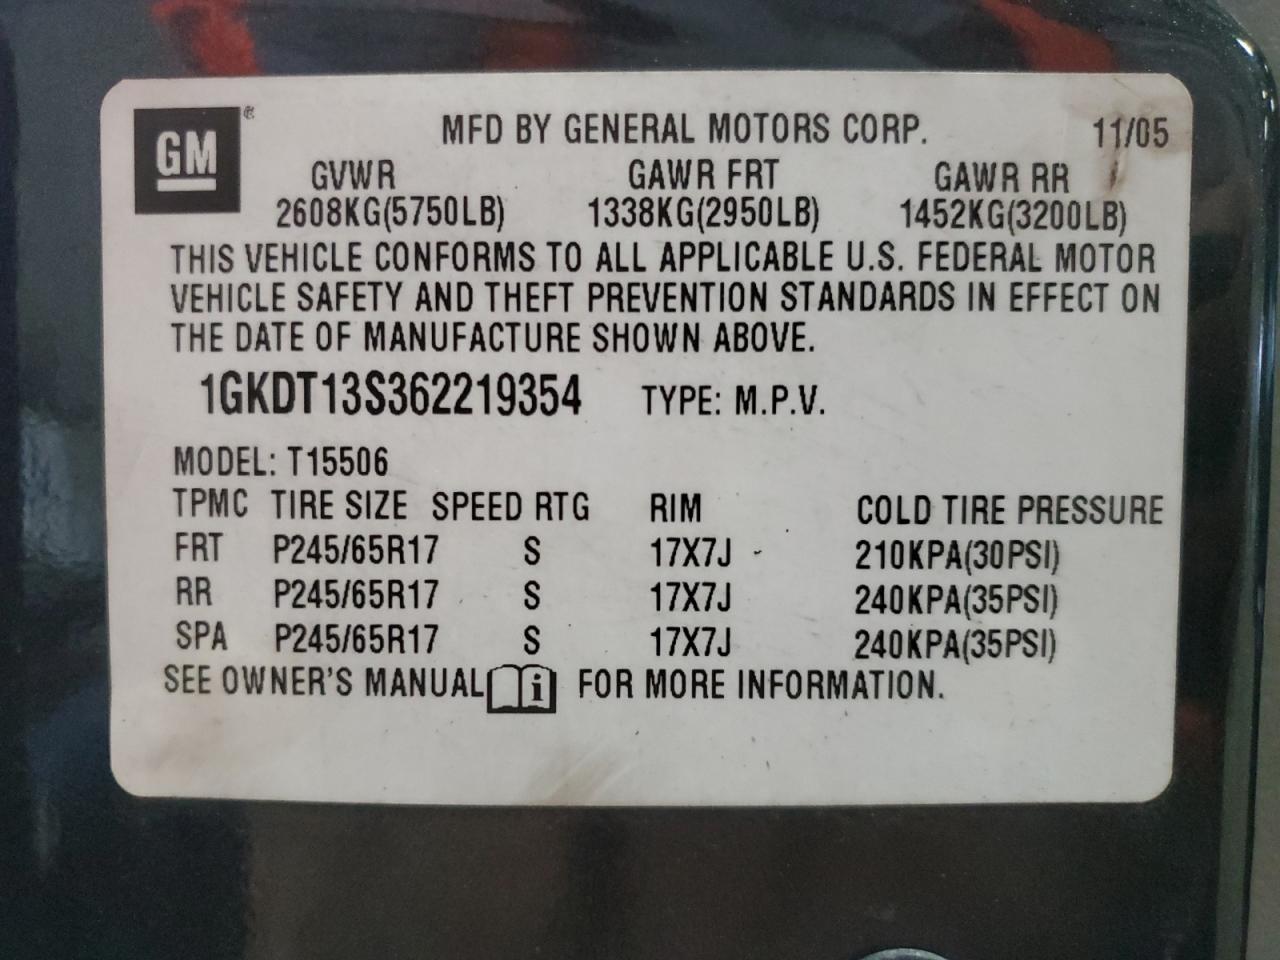 GM®
MFD BY GENERAL MOTORS CORP. 11/05
GVWR GAWR FRT GAWR RR
2608KG(5750LB) 1338KG(2950LB) 1452KG(3200LB)
THIS VEHICLE CONFORMS TO ALL APPLICABLE U.S. FEDERAL MOTOR
VEHICLE SAFETY AND THEFT PREVENTION STANDARDS IN EFFECT ON
THE DATE OF MANUFACTURE SHOWN ABOVE.
1GKDT13S362219354 TYPE: M.P.V.
MODEL: T15506
TPMC TIRE SIZE SPEED RTG RIM COLD TIRE PRESSURE
FRT P245/65R17 S 17X7J 210KPA(30PSI)
RR P245/65R17 S 17X7J 240KPA(35PSI)
SPA P245/65R17 S 17X7J 240KPA(35PSI)
SEE OWNER'S MANUAL i FOR MORE INFORMATION.